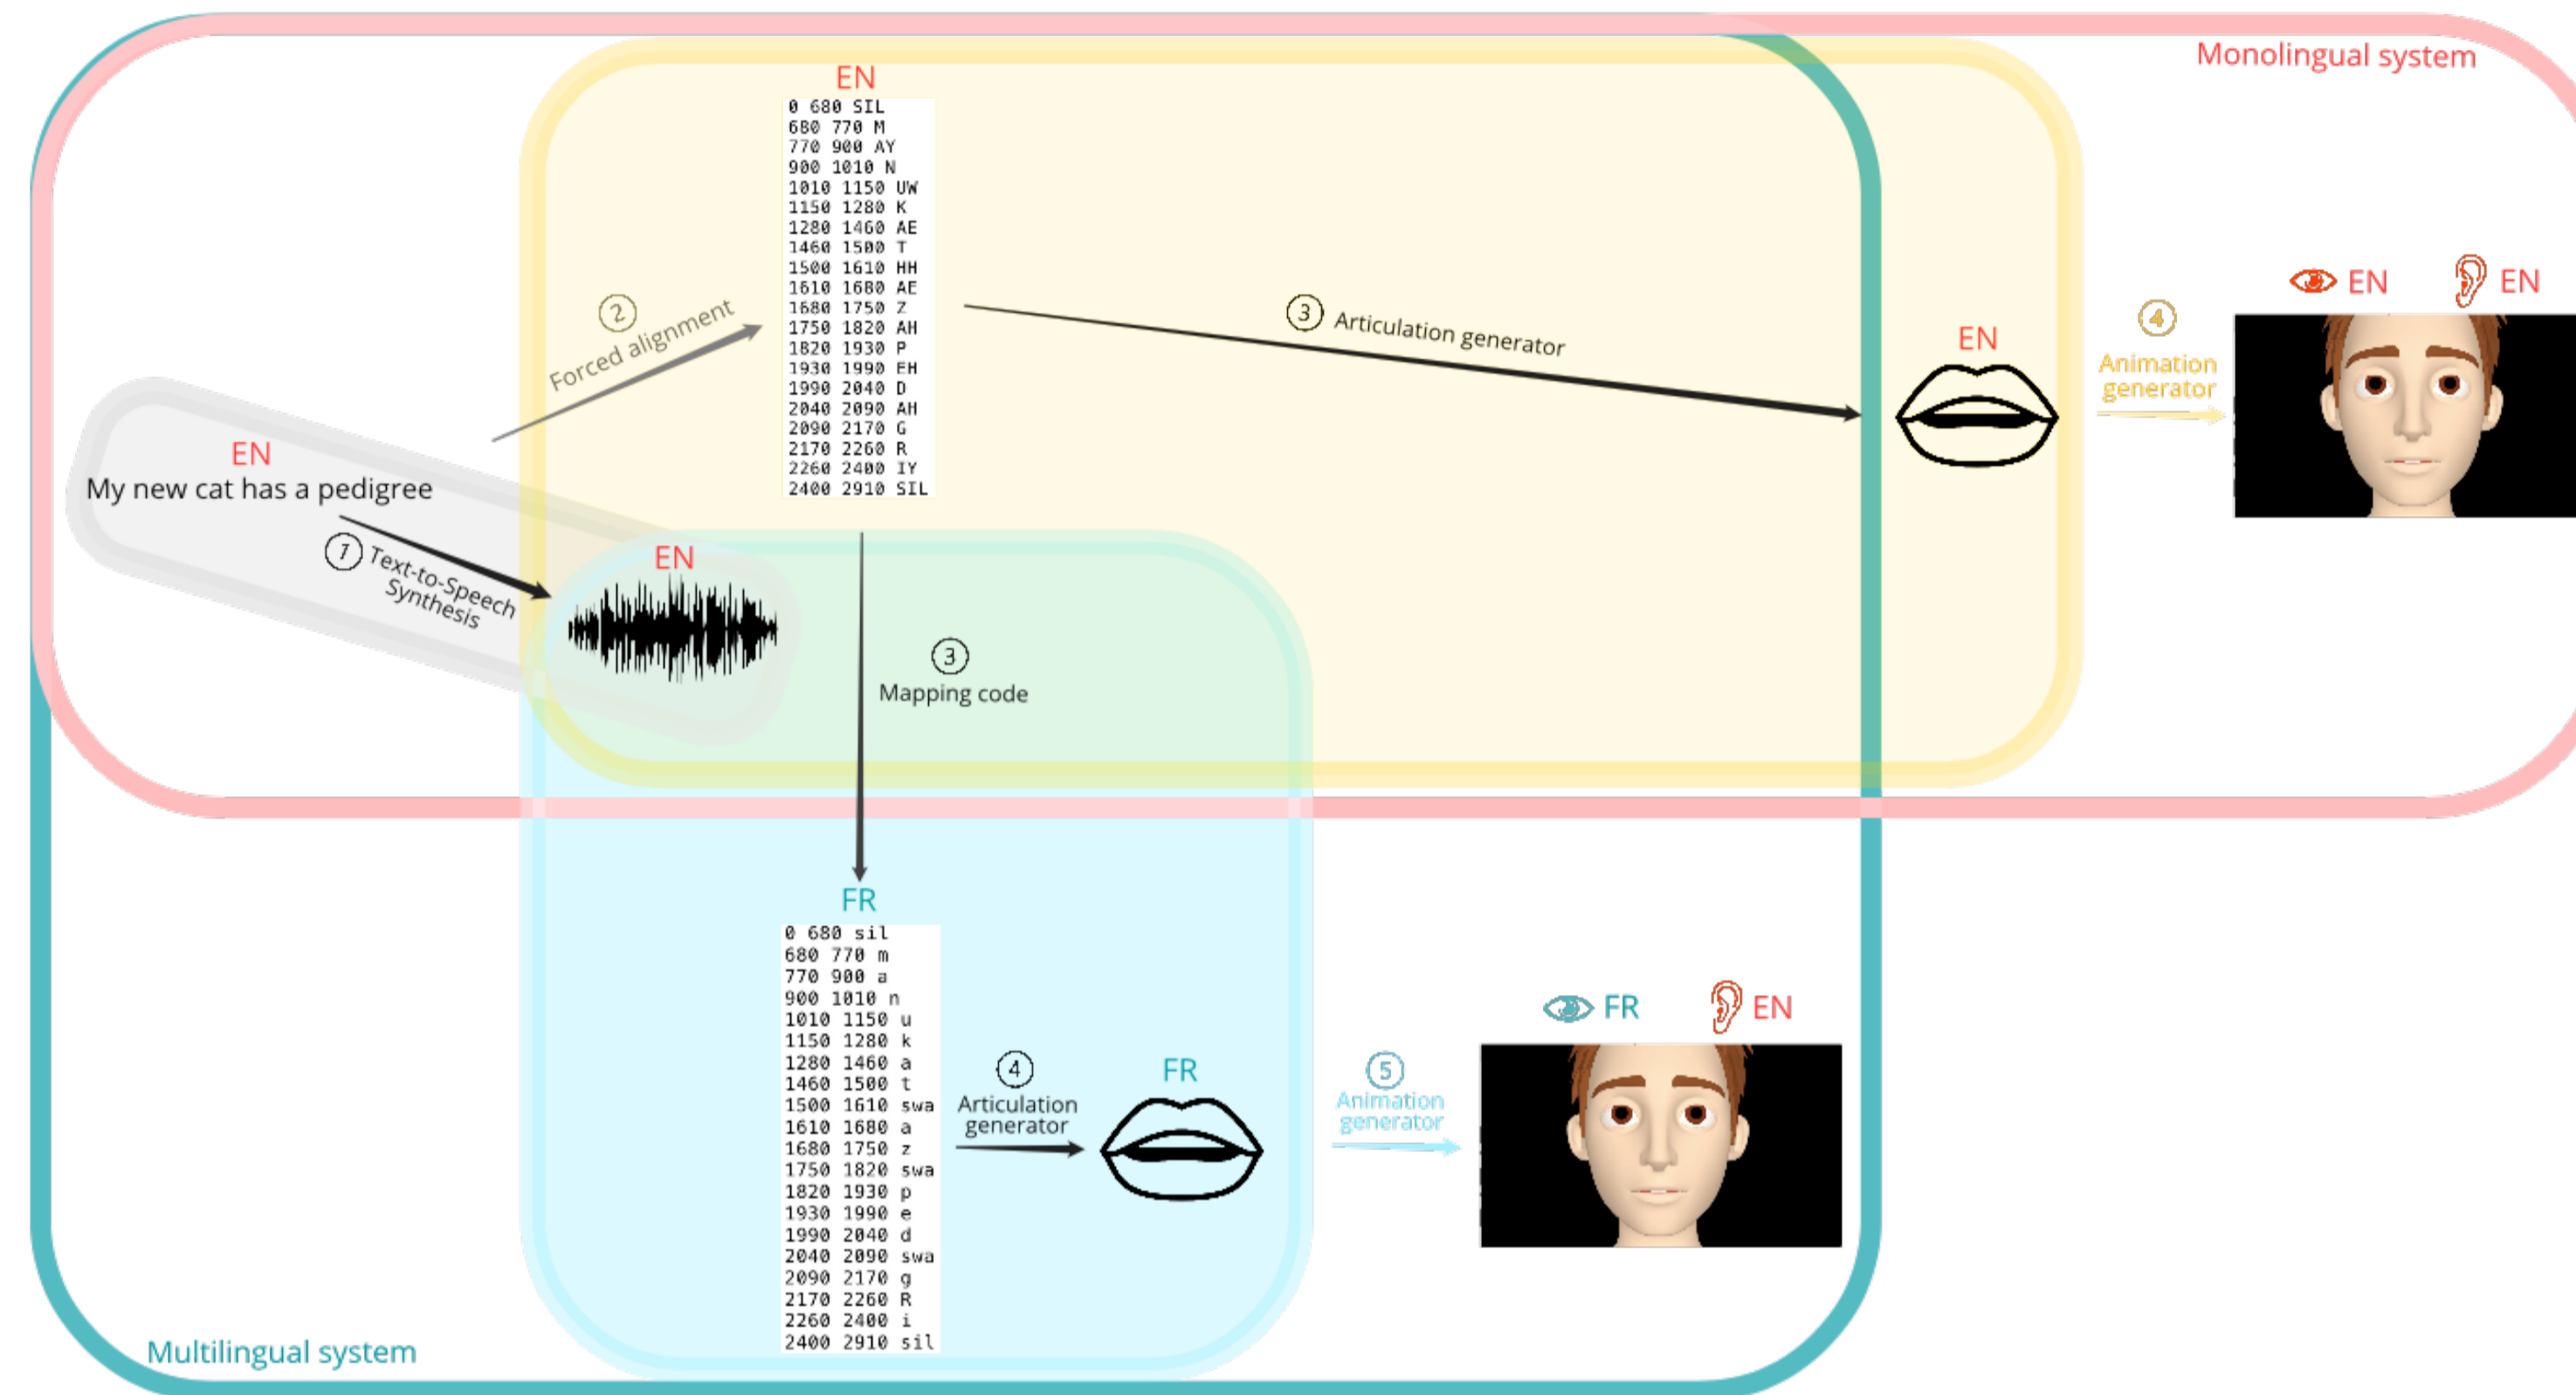 Monolingual system
EN
0 680 SIL
680 770 M
770 900 AY
900 1010 N
1010 1150 UW
1150 1280 K
1280 1460 AE
1460 1500 T
1500 1610 HH
1610 1680 AE
1680 1750 Z
1750 1820 AH
1820 1930 P
1930 1990 EH
1990 2040 D
2040 2090 AH
2090 2170 G
2170 2260 R
2260 2400 IY
2400 2910 SIL
2
Forced alignment
3 Articulation generator
EN
4
Animation
generator
EN EN
EN
My new cat has a pedigree
1 Text-to-Speech
Synthesis
EN
3
Mapping code
FR
0 680 sil
680 770 m
770 900 a
900 1010 n
1010 1150 u
1150 1280 k
1280 1460 a
1460 1500 t
1500 1610 swa
1610 1680 a
1680 1750 z
1750 1820 swa
1820 1930 p
1930 1990 e
1990 2040 d
2040 2090 swa
2090 2170 g
2170 2260 R
2260 2400 i
2400 2910 sil
4
Articulation
generator
FR
5
Animation
generator
FR EN
Multilingual system